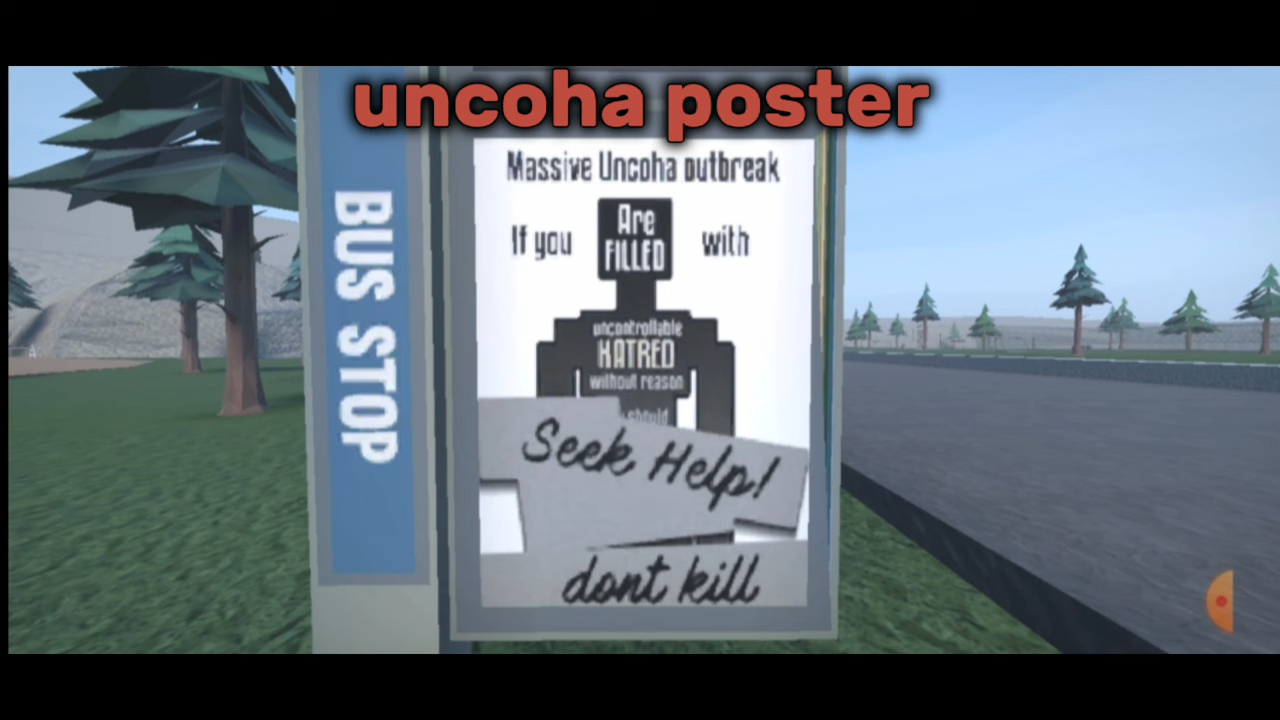 uncoha poster
BUS STOP
Massive Uncoha outbreak
If you Are FILLED with
uncontrollable
HATRED
without reason
should
Seek Help!
dont kill